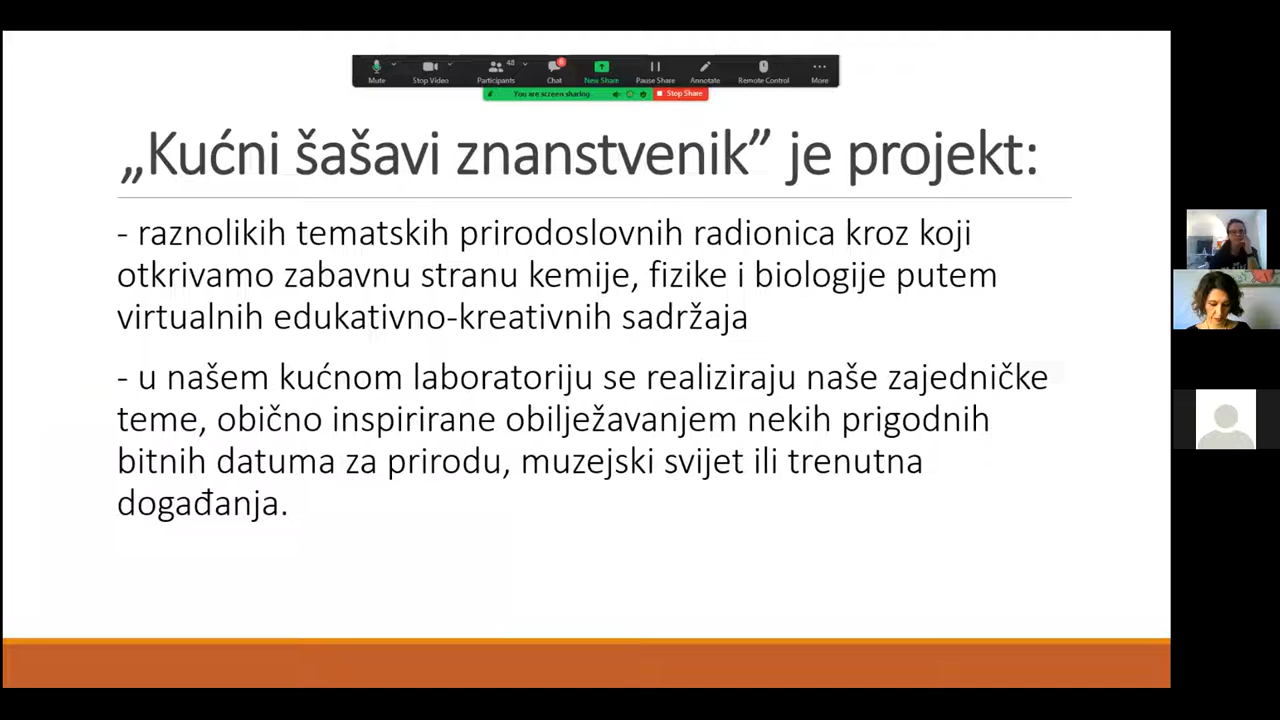 48
6
Mute
Stop Video
Participants
Chat
New Share
Pause Share
Annotate
Remote Control
More
You are screen sharing
Stop Share
„Kućni šašavi znanstvenik” je projekt:
- raznolikih tematskih prirodoslovnih radionica kroz koji
otkrivamo zabavnu stranu kemije, fizike i biologije putem
virtualnih edukativno-kreativnih sadržaja
- u našem kućnom laboratoriju se realiziraju naše zajedničke
teme, obično inspirirane obilježavanjem nekih prigodnih
bitnih datuma za prirodu, muzejski svijet ili trenutna
događanja.